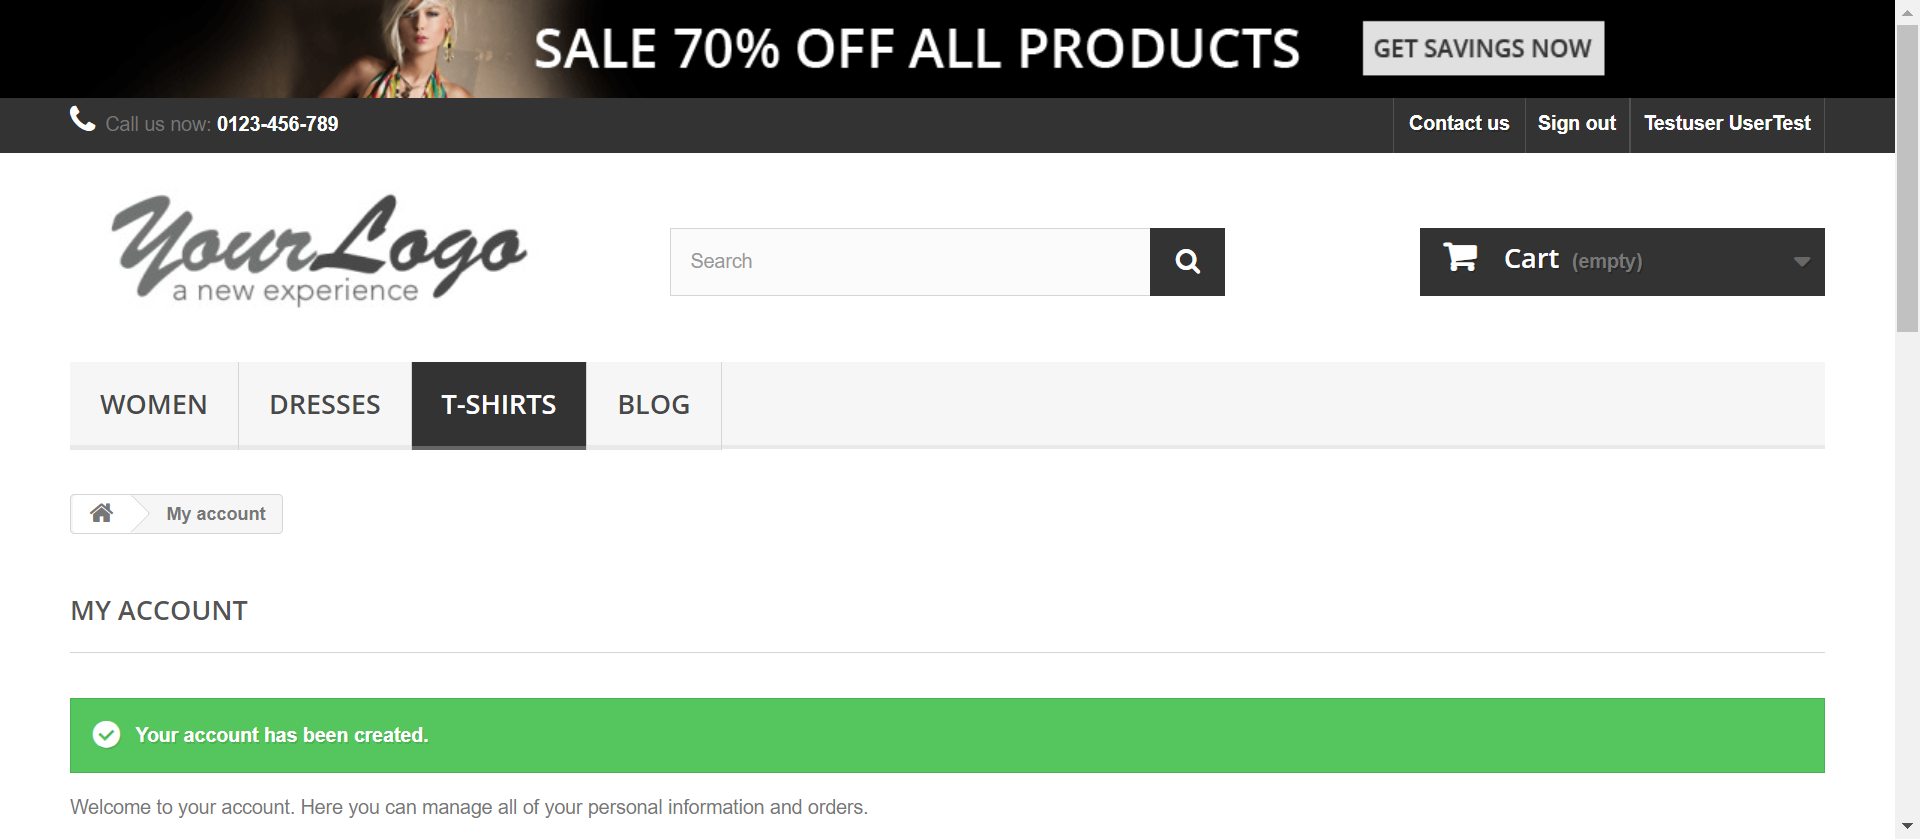 SALE 70% OFF ALL PRODUCTS GET SAVINGS NOW
Call us now: 0123-456-789 Contact us Sign out Testuser UserTest
Your Logo
a new experience
Search
Cart (empty)
WOMEN DRESSES T-SHIRTS BLOG
My account
MY ACCOUNT
Your account has been created.
Welcome to your account. Here you can manage all of your personal information and orders.